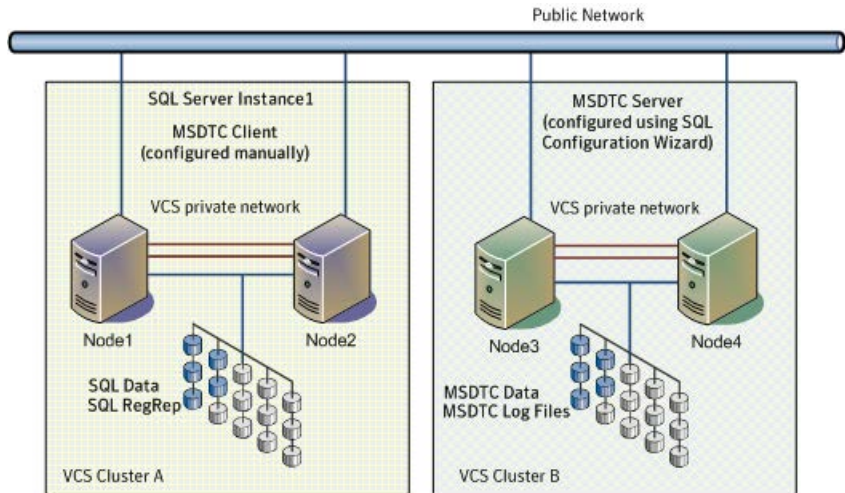 Public Network
SQL Server Instance1
MSDTC Client
(configured manually)
VCS private network
Node1
Node2
SQL Data
SQL RegRep
VCS Cluster A
MSDTC Server
(configured using SQL
Configuration Wizard)
VCS private network
Node3
Node4
MSDTC Data
MSDTC Log Files
VCS Cluster B